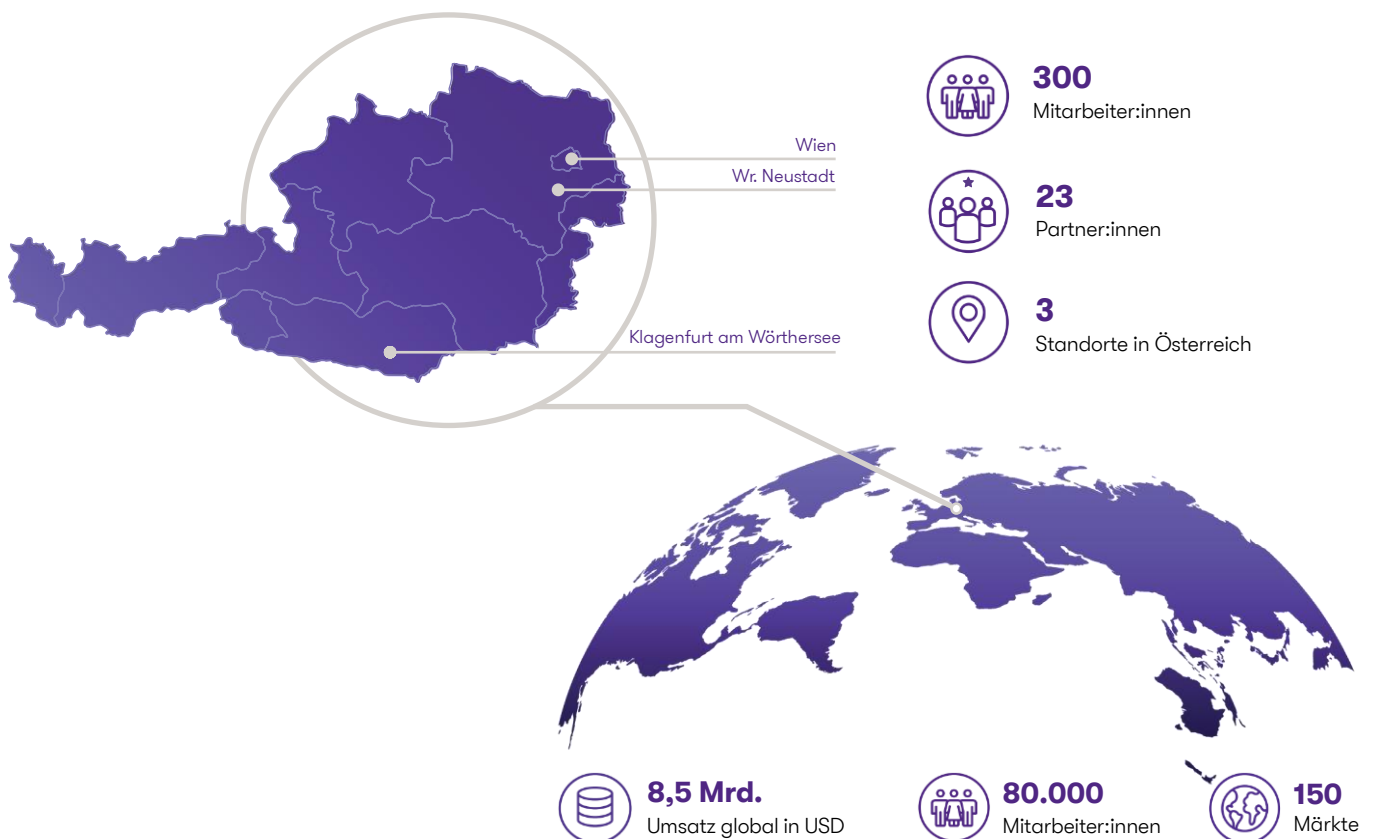 Wien
Wr. Neustadt
Klagenfurt am Wörthersee
300
Mitarbeiter:innen
23
Partner:innen
3
Standorte in Österreich
8,5 Mrd.
Umsatz global in USD
80.000
Mitarbeiter:innen
150
Märkte